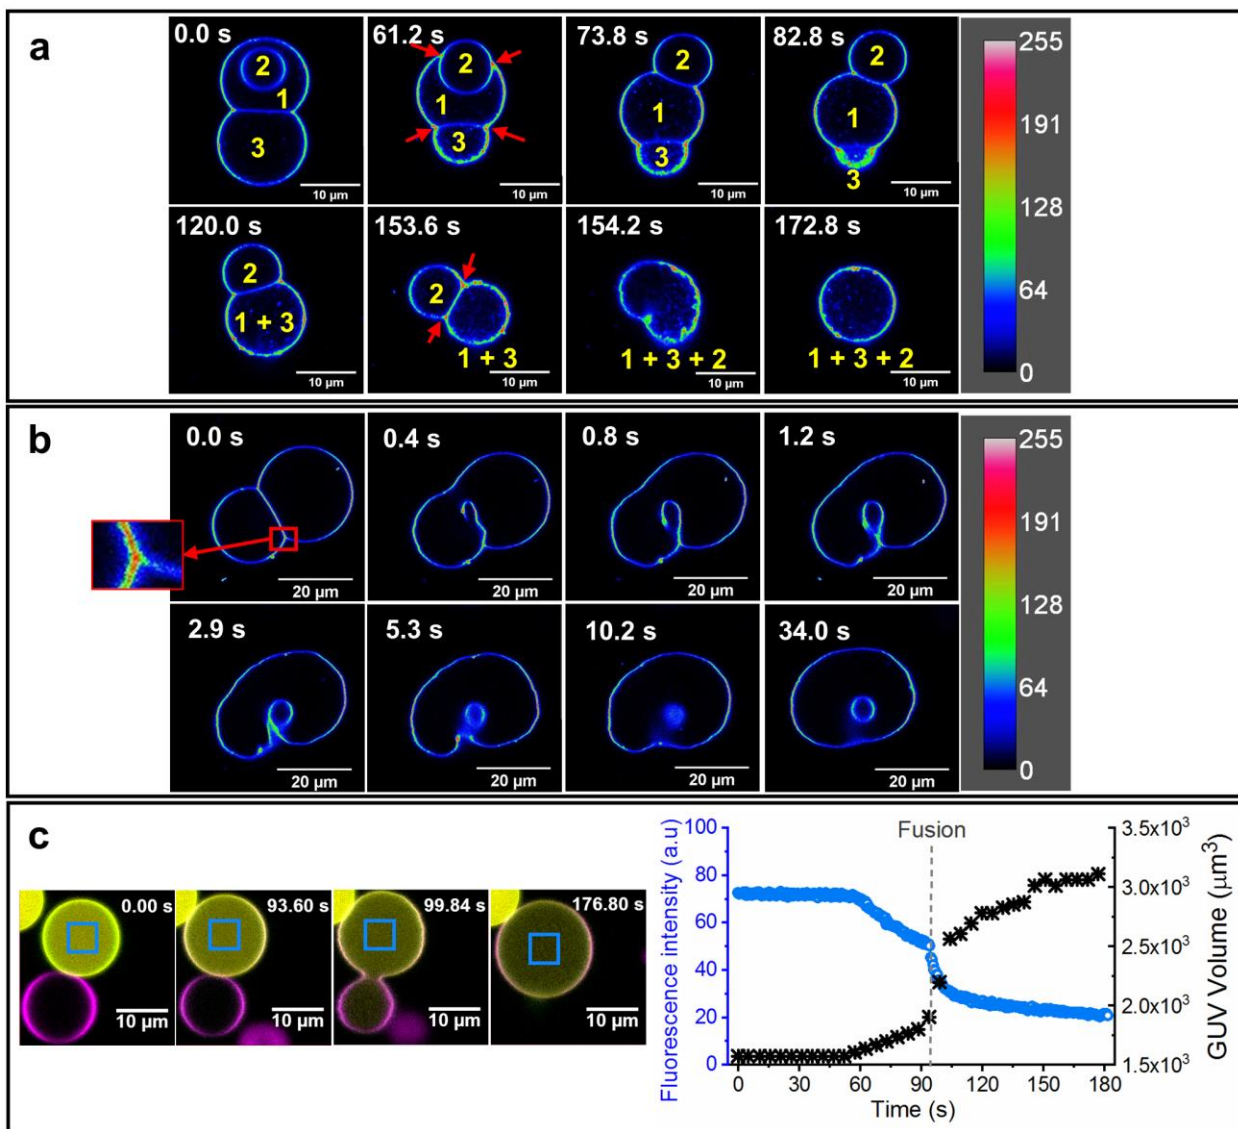 a
0.0 s
2
1
3
10 µm
61.2 s
2
1
3
10 µm
73.8 s
2
1
3
10 µm
82.8 s
2
1
3
10 µm
255
191
128
64
0
120.0 s
2
1 + 3
10 µm
153.6 s
2
1 + 3
10 µm
154.2 s
1 + 3 + 2
10 µm
172.8 s
1 + 3 + 2
10 µm
b
0.0 s
20 µm
0.4 s
20 µm
0.8 s
20 µm
1.2 s
20 µm
255
191
128
64
0
2.9 s
20 µm
5.3 s
20 µm
10.2 s
20 µm
34.0 s
20 µm
c
0.00 s
10 µm
93.60 s
10 µm
99.84 s
10 µm
176.80 s
10 µm
Fluorescence intensity (a.u)
100
80
60
40
20
0
Fusion
3.5x10³
3.0x10³
2.5x10³
2.0x10³
1.5x10³
GUV Volume (µm³)
0 30 60 90 120 150 180
Time (s)